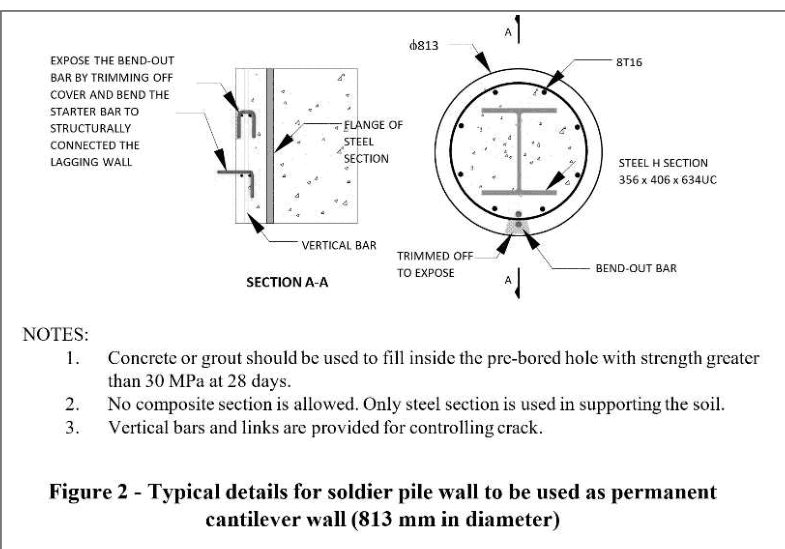 EXPOSE THE BEND-OUT
BAR BY TRIMMING OFF
COVER AND BEND THE
STARTER BAR TO
STRUCTURALLY
CONNECTED THE
LAGGING WALL
FLANGE OF
STEEL
SECTION
VERTICAL BAR
SECTION A-A
A
ϕ813
8T16
STEEL H SECTION
356 x 406 x 634UC
TRIMMED OFF
TO EXPOSE
BEND-OUT BAR
A
NOTES:
1. Concrete or grout should be used to fill inside the pre-bored hole with strength greater
than 30 MPa at 28 days.
2. No composite section is allowed. Only steel section is used in supporting the soil.
3. Vertical bars and links are provided for controlling crack.
Figure 2 - Typical details for soldier pile wall to be used as permanent
cantilever wall (813 mm in diameter)